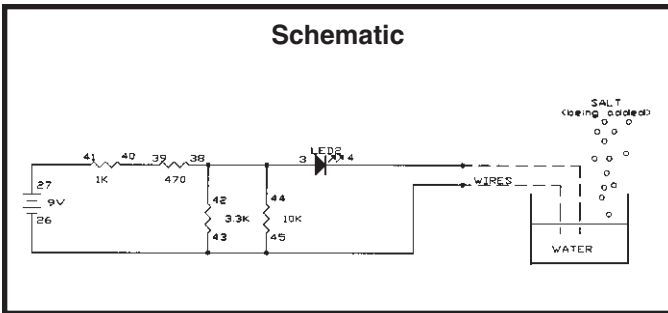 Schematic
SALT
(being added)
41 40 39 38 3 LED2 4
1K 470
WIRES
27
9V
26
42 44
3.3K 10K
43 45
WATER